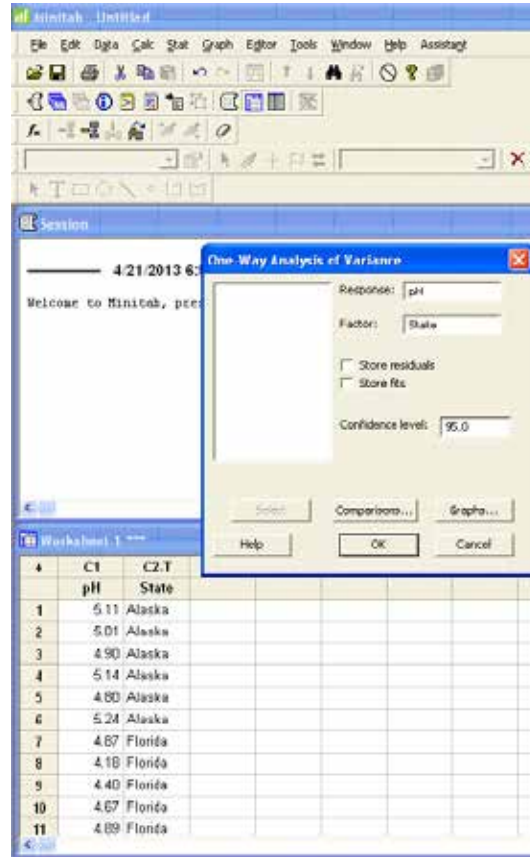 Minitab - Untitled
File Edit Data Calc Stat Graph Editor Tools Window Help Assistant
Session
4/21/2013 6:
Welcome to Minitab, pres
One-Way Analysis of Variance
Response: pH
Factor: State
Store residuals
Store fits
Confidence level: 95.0
Select Comparisons... Graphs...
Help OK Cancel
Worksheet 1 ***
C1 C2-T
pH State
1 5.11 Alaska
2 5.01 Alaska
3 4.90 Alaska
4 5.14 Alaska
5 4.80 Alaska
6 5.24 Alaska
7 4.87 Florida
8 4.18 Florida
9 4.40 Florida
10 4.67 Florida
11 4.89 Florida